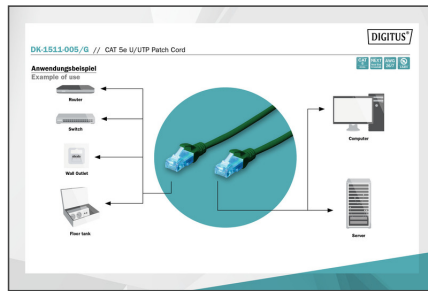 DIGITUS®
DK-1511-005/G // CAT 5e U/UTP Patch Cord
Anwendungsbeispiel
Example of use
Router
Switch
Wall Outlet
Floor tank
Computer
Server